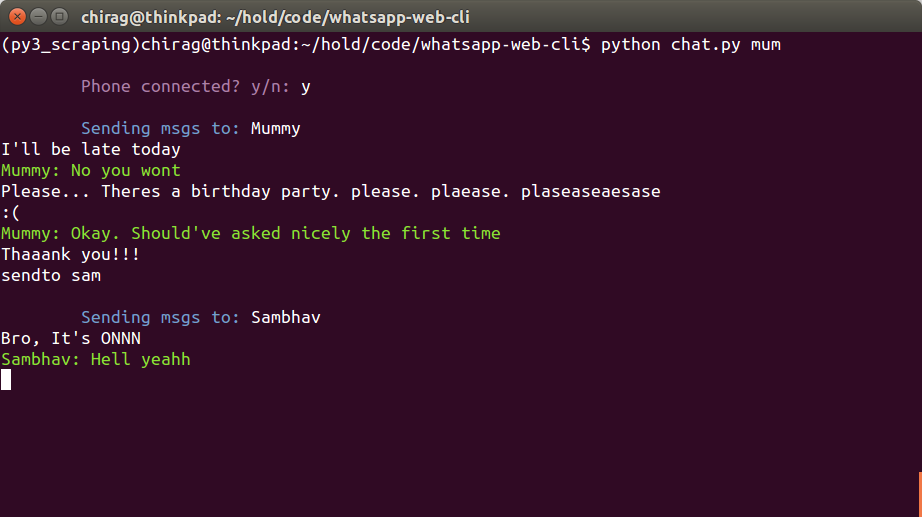 chirag@thinkpad: ~/hold/code/whatsapp-web-cli
(py3_scraping)chirag@thinkpad:~/hold/code/whatsapp-web-cli$ python chat.py mum
Phone connected? y/n: y
Sending msgs to: Mummy
I'll be late today
Mummy: No you wont
Please... Theres a birthday party. please. plaease. plaseaseaesase
:(
Mummy: Okay. Should've asked nicely the first time
Thaaank you!!!
sendto sam
Sending msgs to: Sambhav
Bro, It's ONNN
Sambhav: Hell yeahh